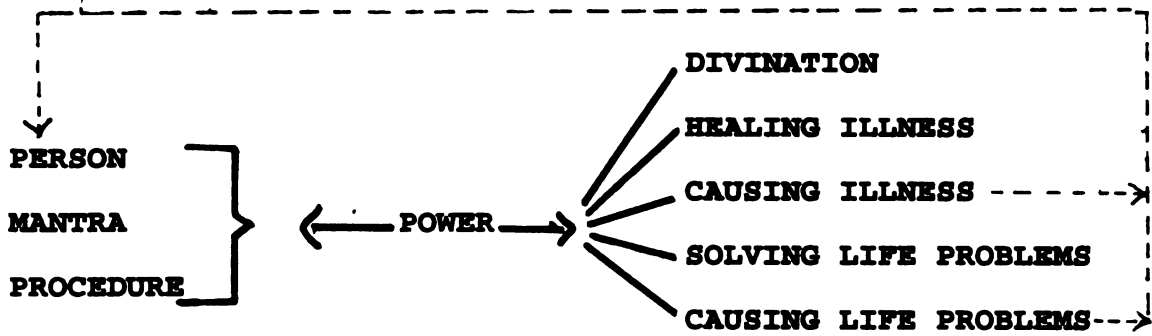 DIVINATION
HEALING ILLNESS
PERSON
CAUSING ILLNESS
MANTRA
POWER
SOLVING LIFE PROBLEMS
PROCEDURE
CAUSING LIFE PROBLEMS